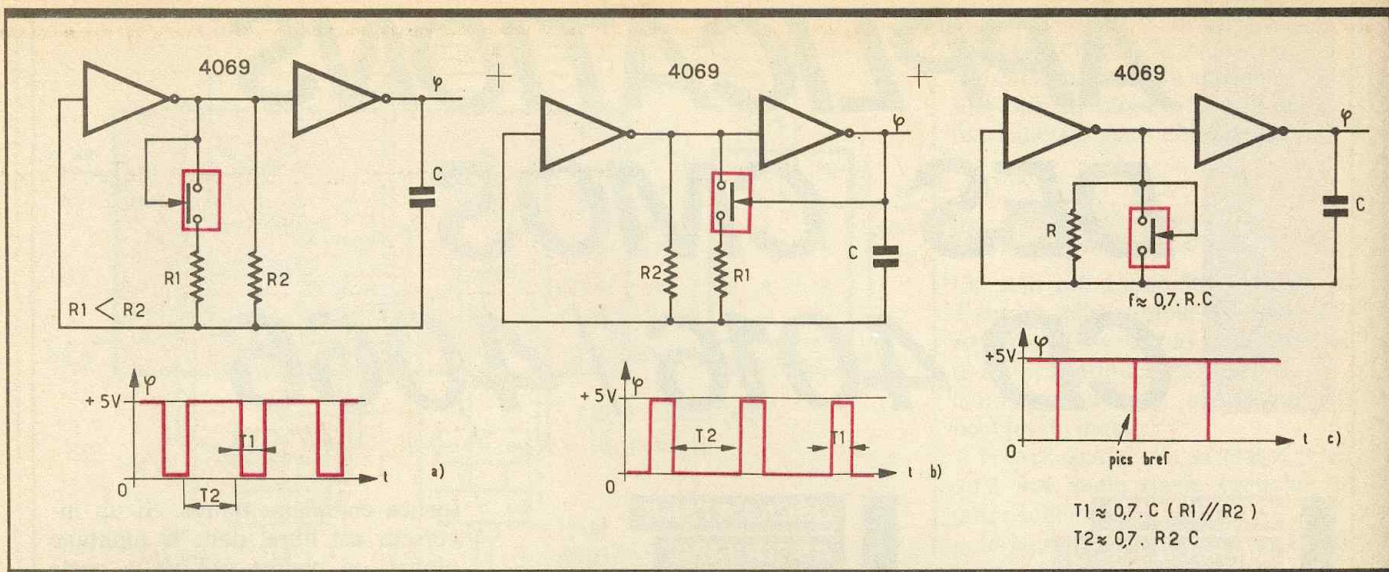 4069
φ
C
R1
R2
R1 < R2
+5V
φ
T1
T2
0
t
a)
4069
φ
R2
R1
C
+5V
φ
T2
T1
0
t
b)
4069
φ
R
C
f≈ 0,7. R.C
+5V
φ
0
t
c)
pics bref
T1≈ 0,7. C ( R1//R2 )
T2≈ 0,7. R2 C